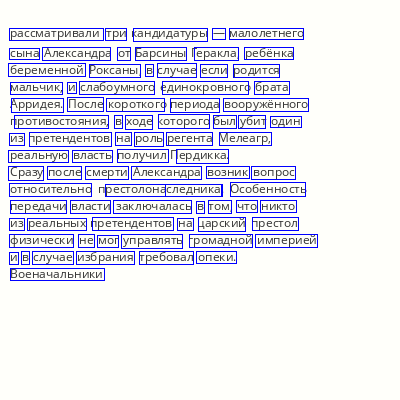 рассматривали три кандидатуры — малолетнего
сына Александра от Барсины Геракла, ребёнка
беременной Роксаны, в случае если родится
мальчик, и слабоумного единокровного брата
Арридея. После короткого периода вооружённого
противостояния, в ходе которого был убит один
из претендентов на роль регента Мелеагр,
реальную власть получил Пердикка.
Сразу после смерти Александра возник вопрос
относительно престолонаследника. Особенность
передачи власти заключалась в том, что никто
из реальных претендентов на царский престол
физически не мог управлять громадной империей
и в случае избрания требовал опеки.
Военачальники